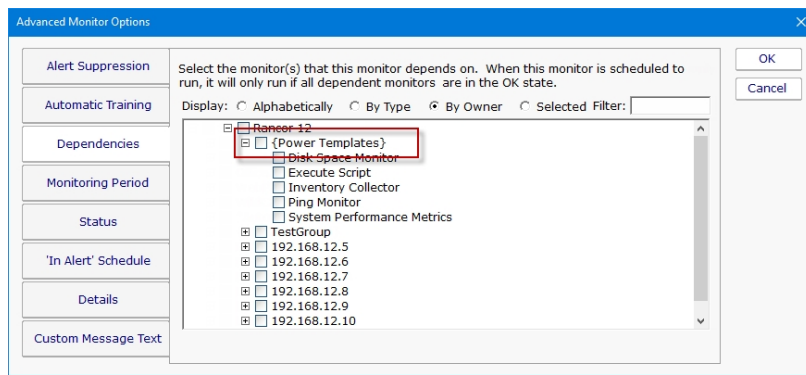 Advanced Monitor Options
Alert Suppression
Automatic Training
Dependencies
Monitoring Period
Status
'In Alert' Schedule
Details
Custom Message Text
Select the monitor(s) that this monitor depends on. When this monitor is scheduled to
run, it will only run if all dependent monitors are in the OK state.
Display: Alphabetically By Type By Owner Selected Filter:
Rancor-12
{Power Templates}
Disk Space Monitor
Execute Script
Inventory Collector
Ping Monitor
System Performance Metrics
TestGroup
192.168.12.5
192.168.12.6
192.168.12.7
192.168.12.8
192.168.12.9
192.168.12.10
OK
Cancel